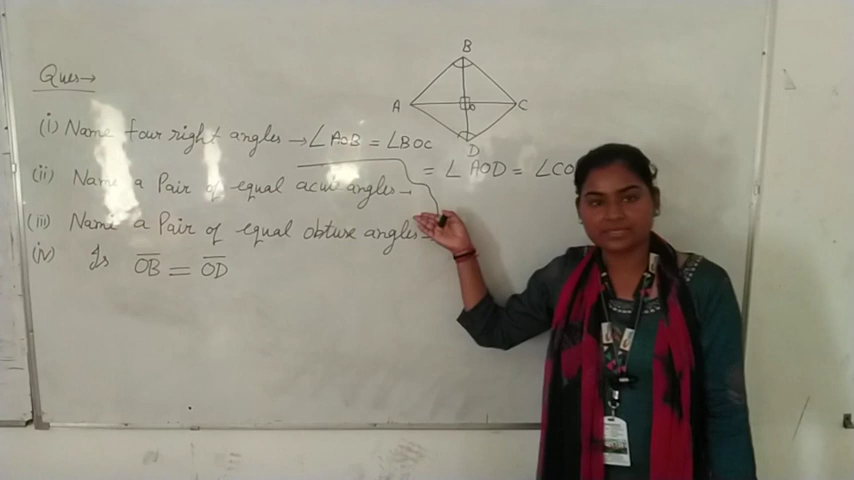 Ques→
B
A
O
C
D
(i) Name four right angles → ∠AOB = ∠BOC
= ∠AOD = ∠CO
(ii) Name a Pair of equal acute angles →
(iii) Name a Pair of equal obtuse angles →
(iv) Is OB = OD